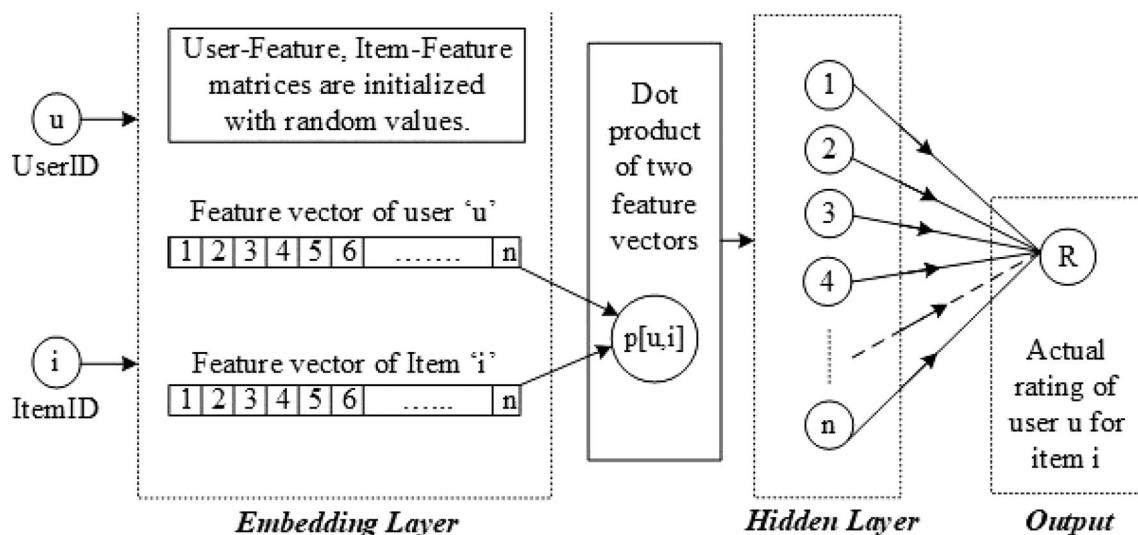 u
UserID
User-Feature, Item-Feature
matrices are initialized
with random values.
Feature vector of user ‘u’
1 2 3 4 5 6 ....... n
i
ItemID
Feature vector of Item ‘i’
1 2 3 4 5 6 ...... n
Embedding Layer
Dot
product
of two
feature
vectors
p[u,i]
1
2
3
4
n
Hidden Layer
R
Actual
rating of
user u for
item i
Output